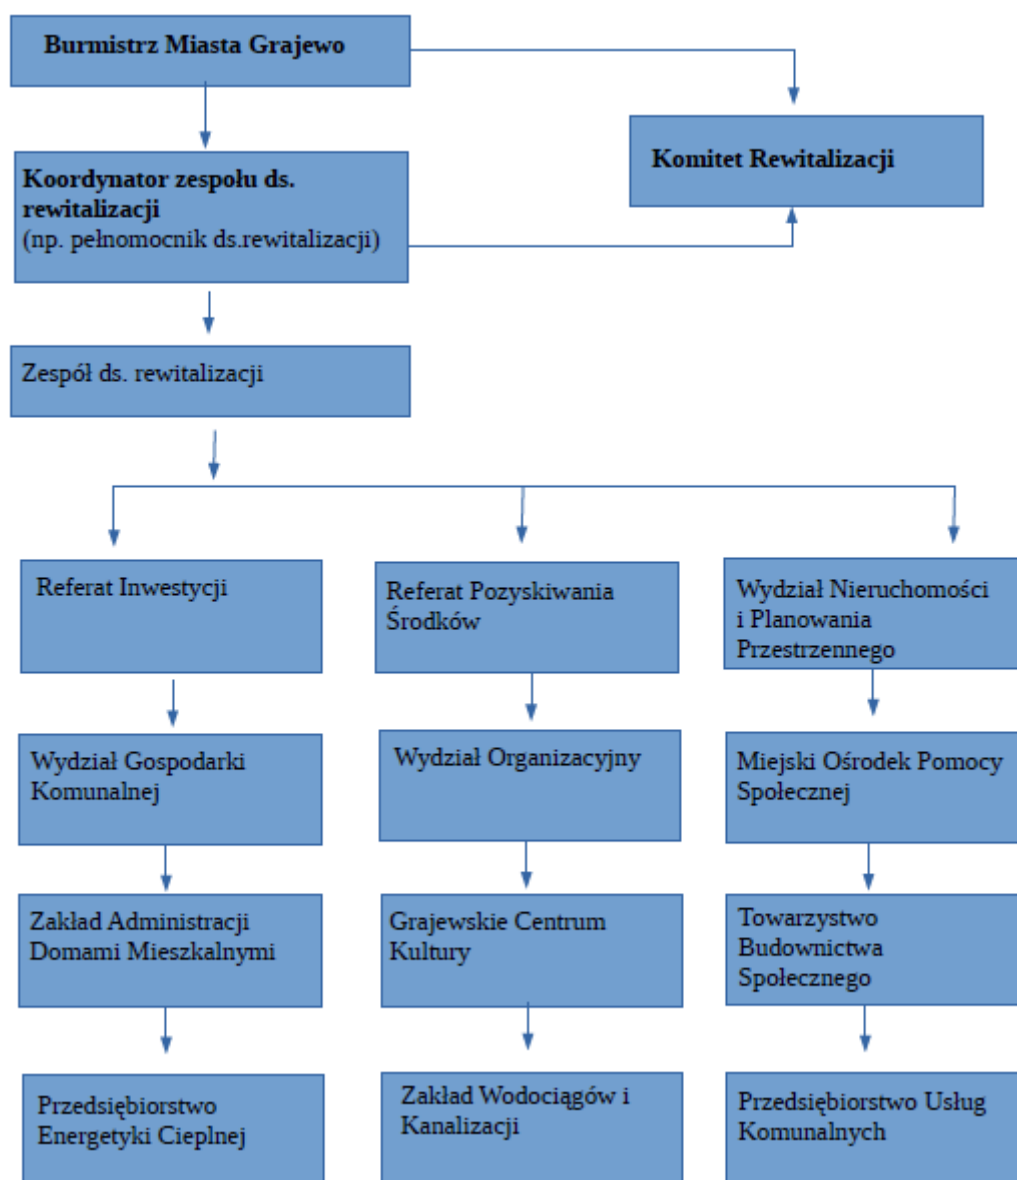 Burmistrz Miasta Grajewo
Komitet Rewitalizacji
Koordynator zespołu ds.
rewitalizacji
(np. pełnomocnik ds.rewitalizacji)
Zespół ds. rewitalizacji
Referat Inwestycji
Referat Pozyskiwania
Środków
Wydział Nieruchomości
i Planowania
Przestrzennego
Wydział Gospodarki
Komunalnej
Wydział Organizacyjny
Miejski Ośrodek Pomocy
Społecznej
Zakład Administracji
Domami Mieszkalnymi
Grajewskie Centrum
Kultury
Towarzystwo
Budownictwa
Społecznego
Przedsiębiorstwo
Energetyki Cieplnej
Zakład Wodociągów i
Kanalizacji
Przedsiębiorstwo Usług
Komunalnych